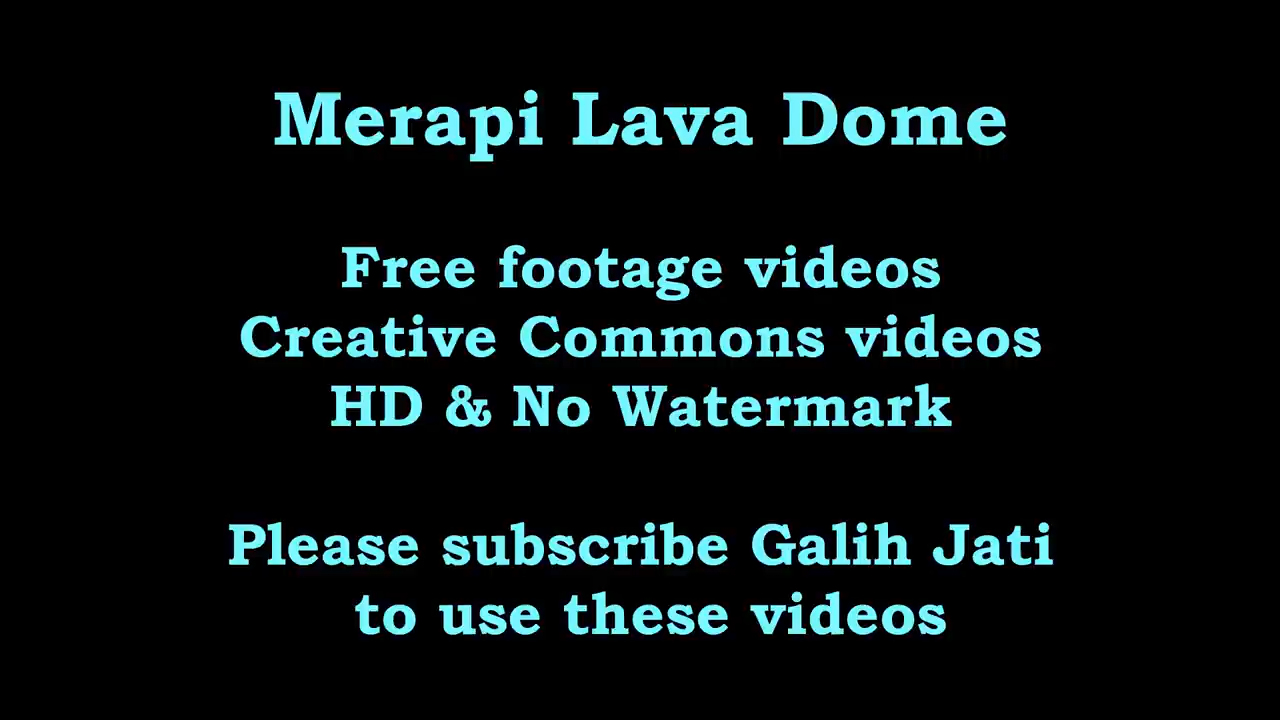 Merapi Lava Dome
Free footage videos
Creative Commons videos
HD & No Watermark
Please subscribe Galih Jati
to use these videos